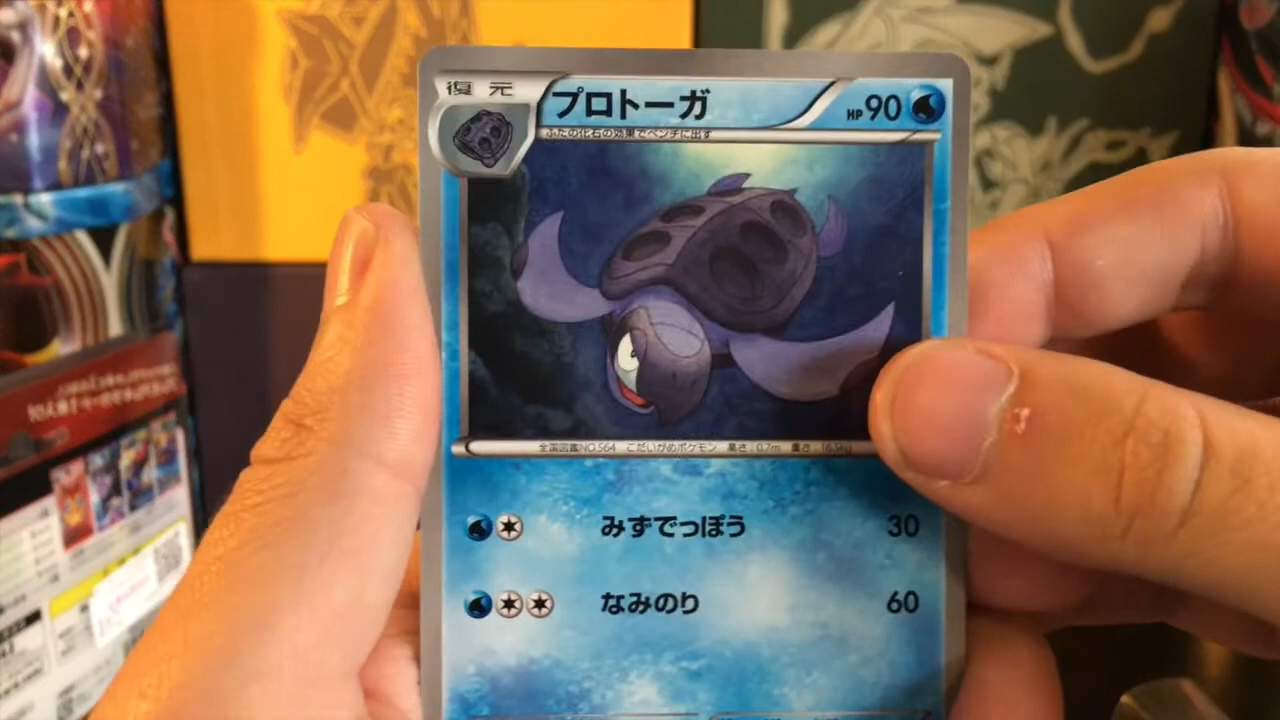 復元
プロトーガ
HP90
ふたの化石の効果でベンチに出す
全国図鑑NO.564 こだいがめポケモン 高さ：0.7m 重さ：16.5kg
みずでっぽう 30
なみのり 60